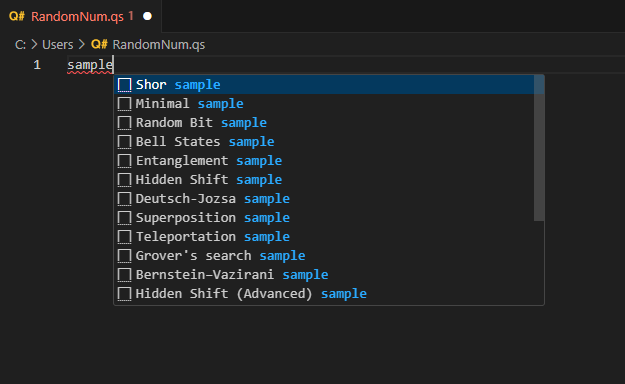 Q# RandomNum.qs 1
C: > Users > Q# RandomNum.qs
1 sample
Shor sample
Minimal sample
Random Bit sample
Bell States sample
Entanglement sample
Hidden Shift sample
Deutsch-Jozsa sample
Superposition sample
Teleportation sample
Grover's search sample
Bernstein-Vazirani sample
Hidden Shift (Advanced) sample